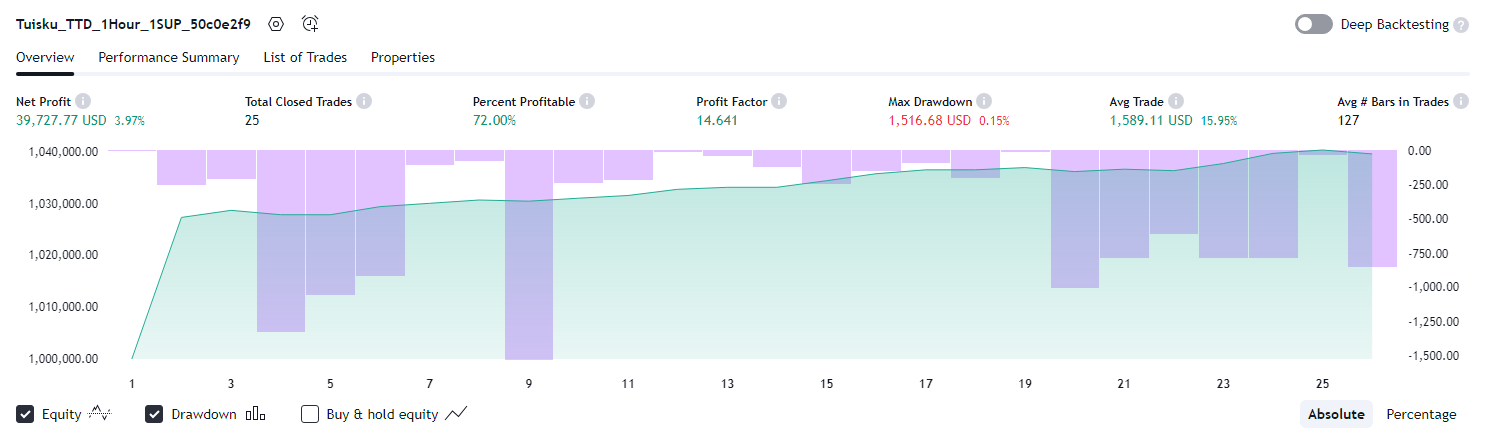 Tuisku_TTD_1Hour_1SUP_50c0e2f9
Deep Backtesting
Overview Performance Summary List of Trades Properties
Net Profit Total Closed Trades Percent Profitable Profit Factor Max Drawdown Avg Trade Avg # Bars in Trades
39,727.77 USD 3.97% 25 72.00% 14.641 1,516.68 USD 0.15% 1,589.11 USD 15.95% 127
1,040,000.00 0.00
-250.00
1,030,000.00 -500.00
1,020,000.00 -750.00
-1,000.00
1,010,000.00 -1,250.00
1,000,000.00 -1,500.00
1 3 5 7 9 11 13 15 17 19 21 23 25
Equity Drawdown Buy & hold equity Absolute Percentage